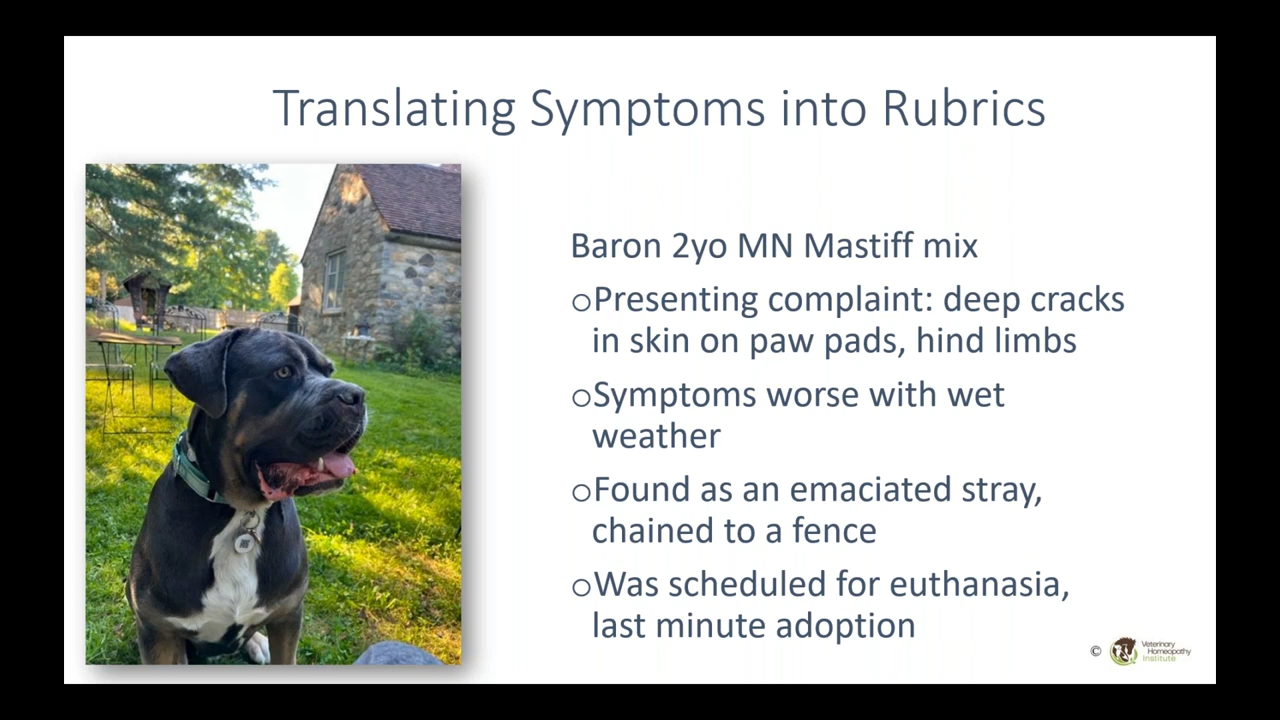 Translating Symptoms into Rubrics
Baron 2yo MN Mastiff mix
oPresenting complaint: deep cracks
in skin on paw pads, hind limbs
oSymptoms worse with wet
weather
oFound as an emaciated stray,
chained to a fence
oWas scheduled for euthanasia,
last minute adoption
© Veterinary
Homeopathy
Institute